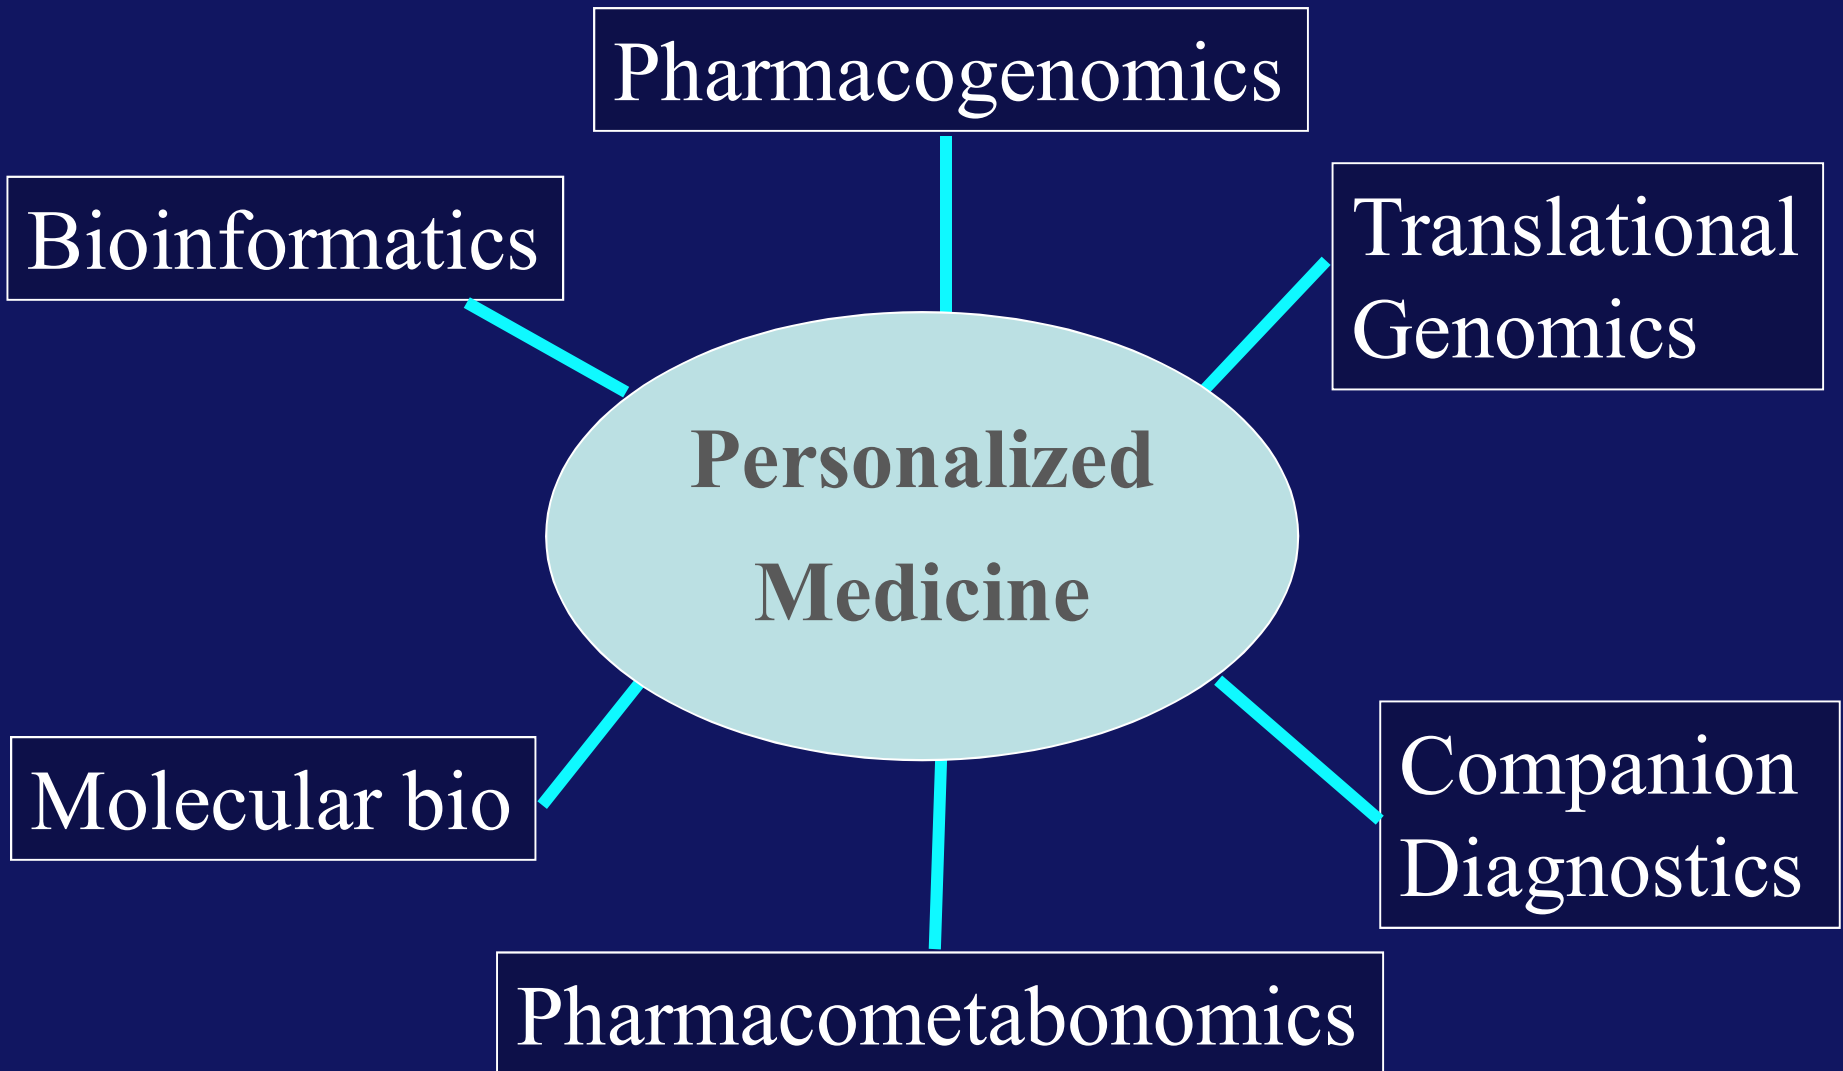 Pharmacogenomics
Bioinformatics
Translational
Genomics
Personalized
Medicine
Molecular bio
Companion
Diagnostics
Pharmacometabonomics